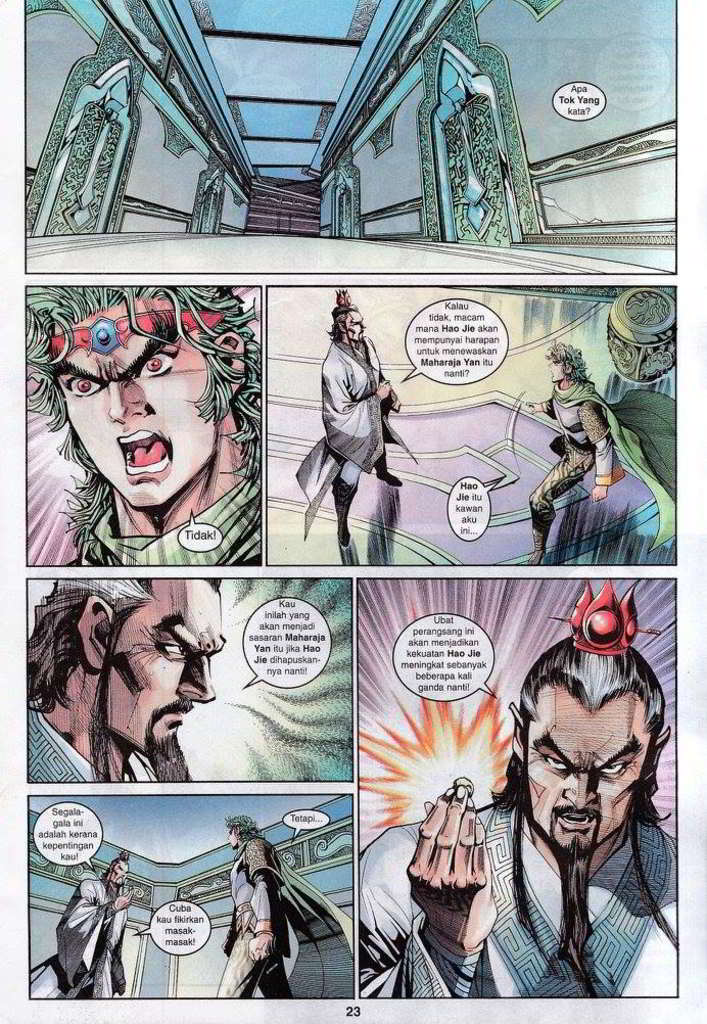 Apa
Tok Yang
kata?
Tidak!
Kalau
tidak, macam
mana Hao Jie akan
mempunyai harapan
untuk menewaskan
Maharaja Yan itu
nanti?
Hao
Jie itu
kawan
aku
ini...
Kau
inilah yang
akan menjadi
sasaran Maharaja
Yan itu jika Hao
Jie dihapuskan-
nya nanti!
Ubat
perangsang ini
akan menjadikan
kekuatan Hao Jie
meningkat sebanyak
beberapa kali
ganda nanti!
Segala-
gala ini
adalah kerana
kepentingan
kau!
Cuba
kau fikirkan
masak-
masak!
Tetapi...
23